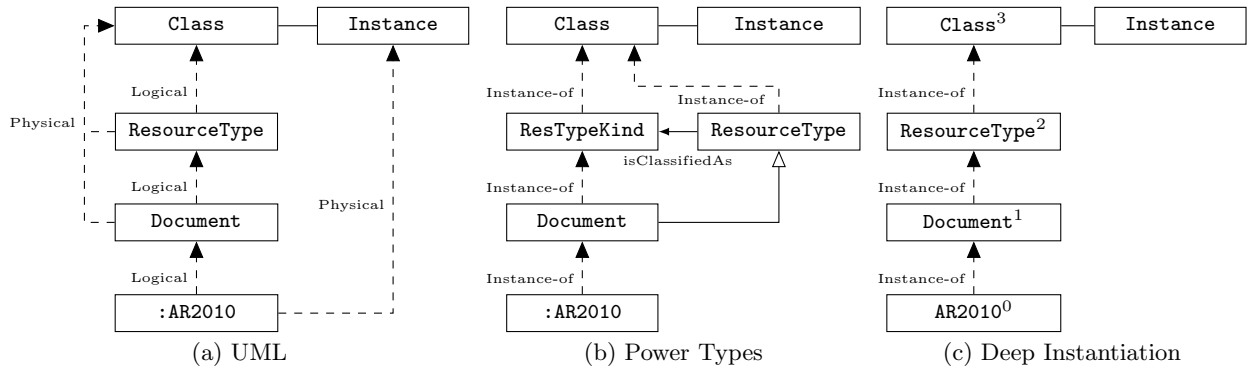 Class Instance Class Instance Class³ Instance
Logical Instance-of Instance-of Instance-of
Physical ResourceType ResTypeKind ResourceType ResourceType²
isClassifiedAs
Logical Physical Instance-of Instance-of
Document Document Document¹
Logical Instance-of Instance-of
:AR2010 :AR2010 AR2010⁰
(a) UML (b) Power Types (c) Deep Instantiation